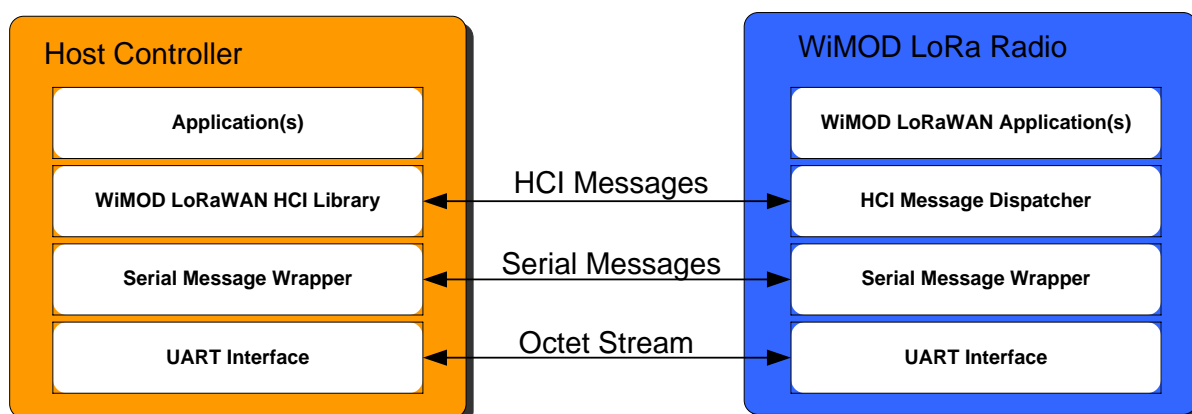 Host Controller
WiMOD LoRa Radio
Application(s)
WiMOD LoRaWAN Application(s)
WiMOD LoRaWAN HCI Library
HCI Messages
HCI Message Dispatcher
Serial Message Wrapper
Serial Messages
Serial Message Wrapper
UART Interface
Octet Stream
UART Interface